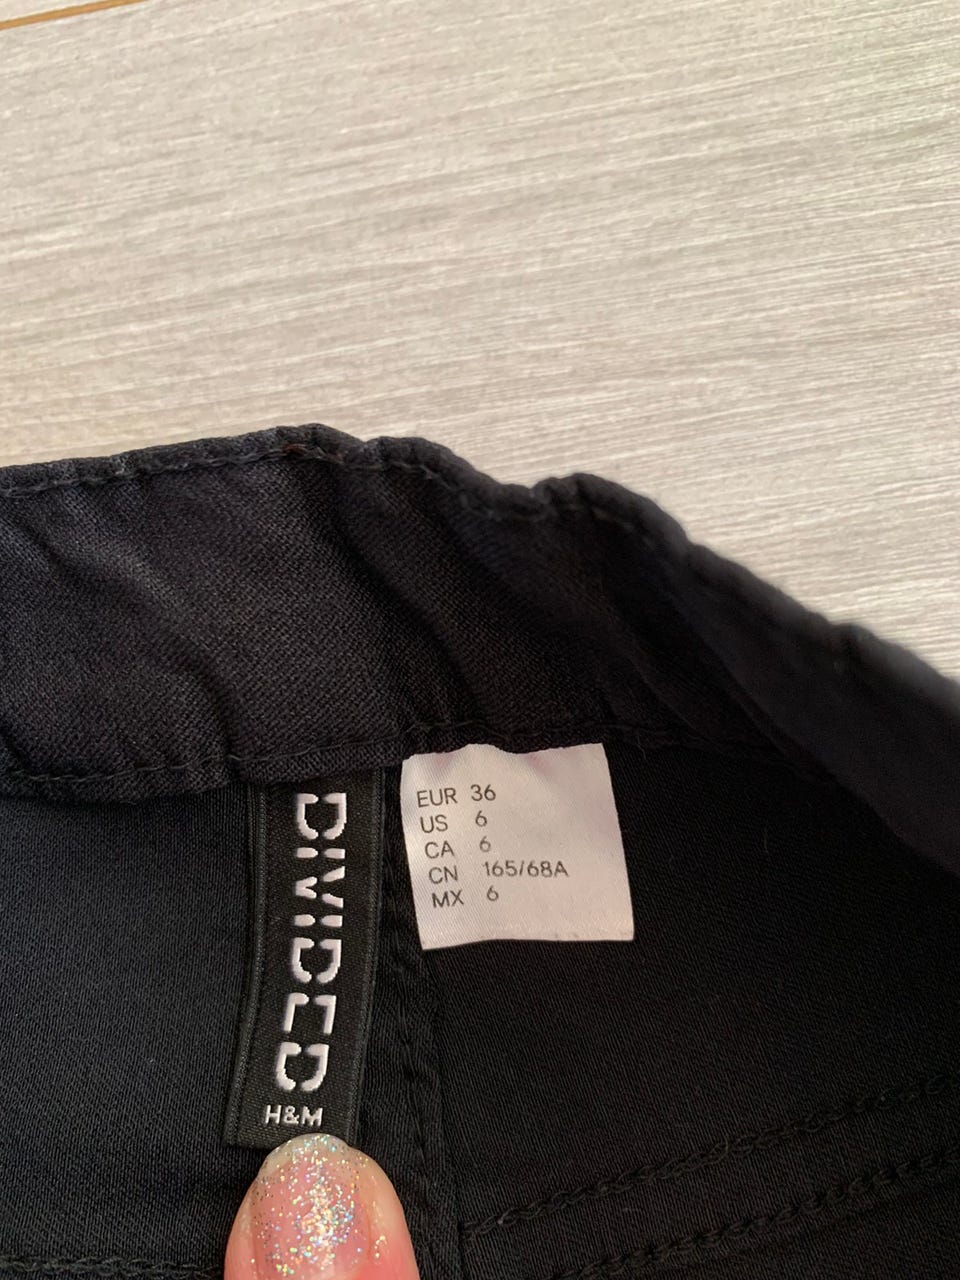 DIVIDED
H&M
EUR 36
US 6
CA 6
CN 165/68A
MX 6